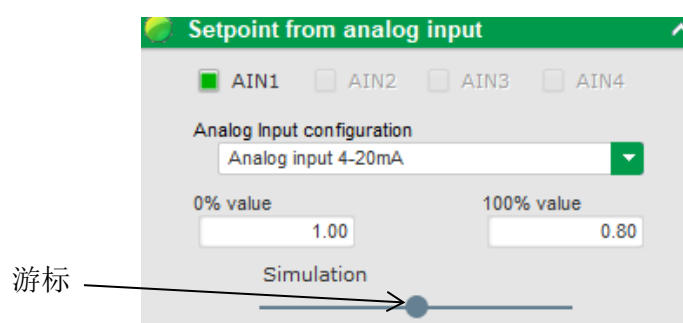 Setpoint from analog input
AIN1 AIN2 AIN3 AIN4
Analog Input configuration
Analog input 4-20mA
0% value 100% value
1.00 0.80
游标 Simulation